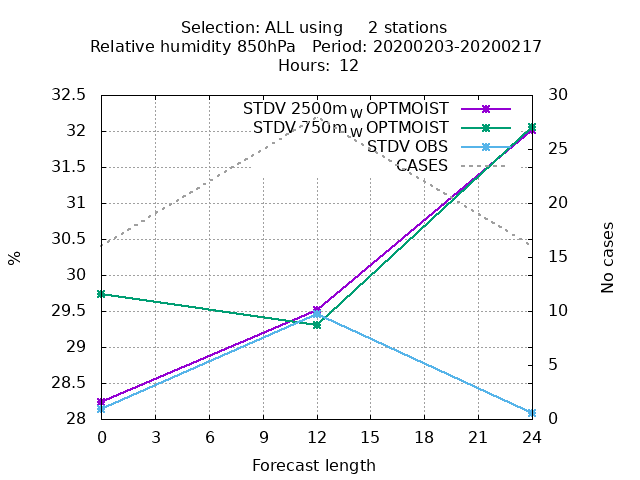 Selection: ALL using     2 stations
Relative humidity 850hPa   Period: 20200203-20200217
Hours: 12
STDV 2500m_W OPTMOIST
STDV 750m_W OPTMOIST
STDV OBS
CASES
32.5
32
31.5
31
30.5
30
29.5
29
28.5
28
%
30
25
20
15
10
5
0
No cases
0 3 6 9 12 15 18 21 24
Forecast length